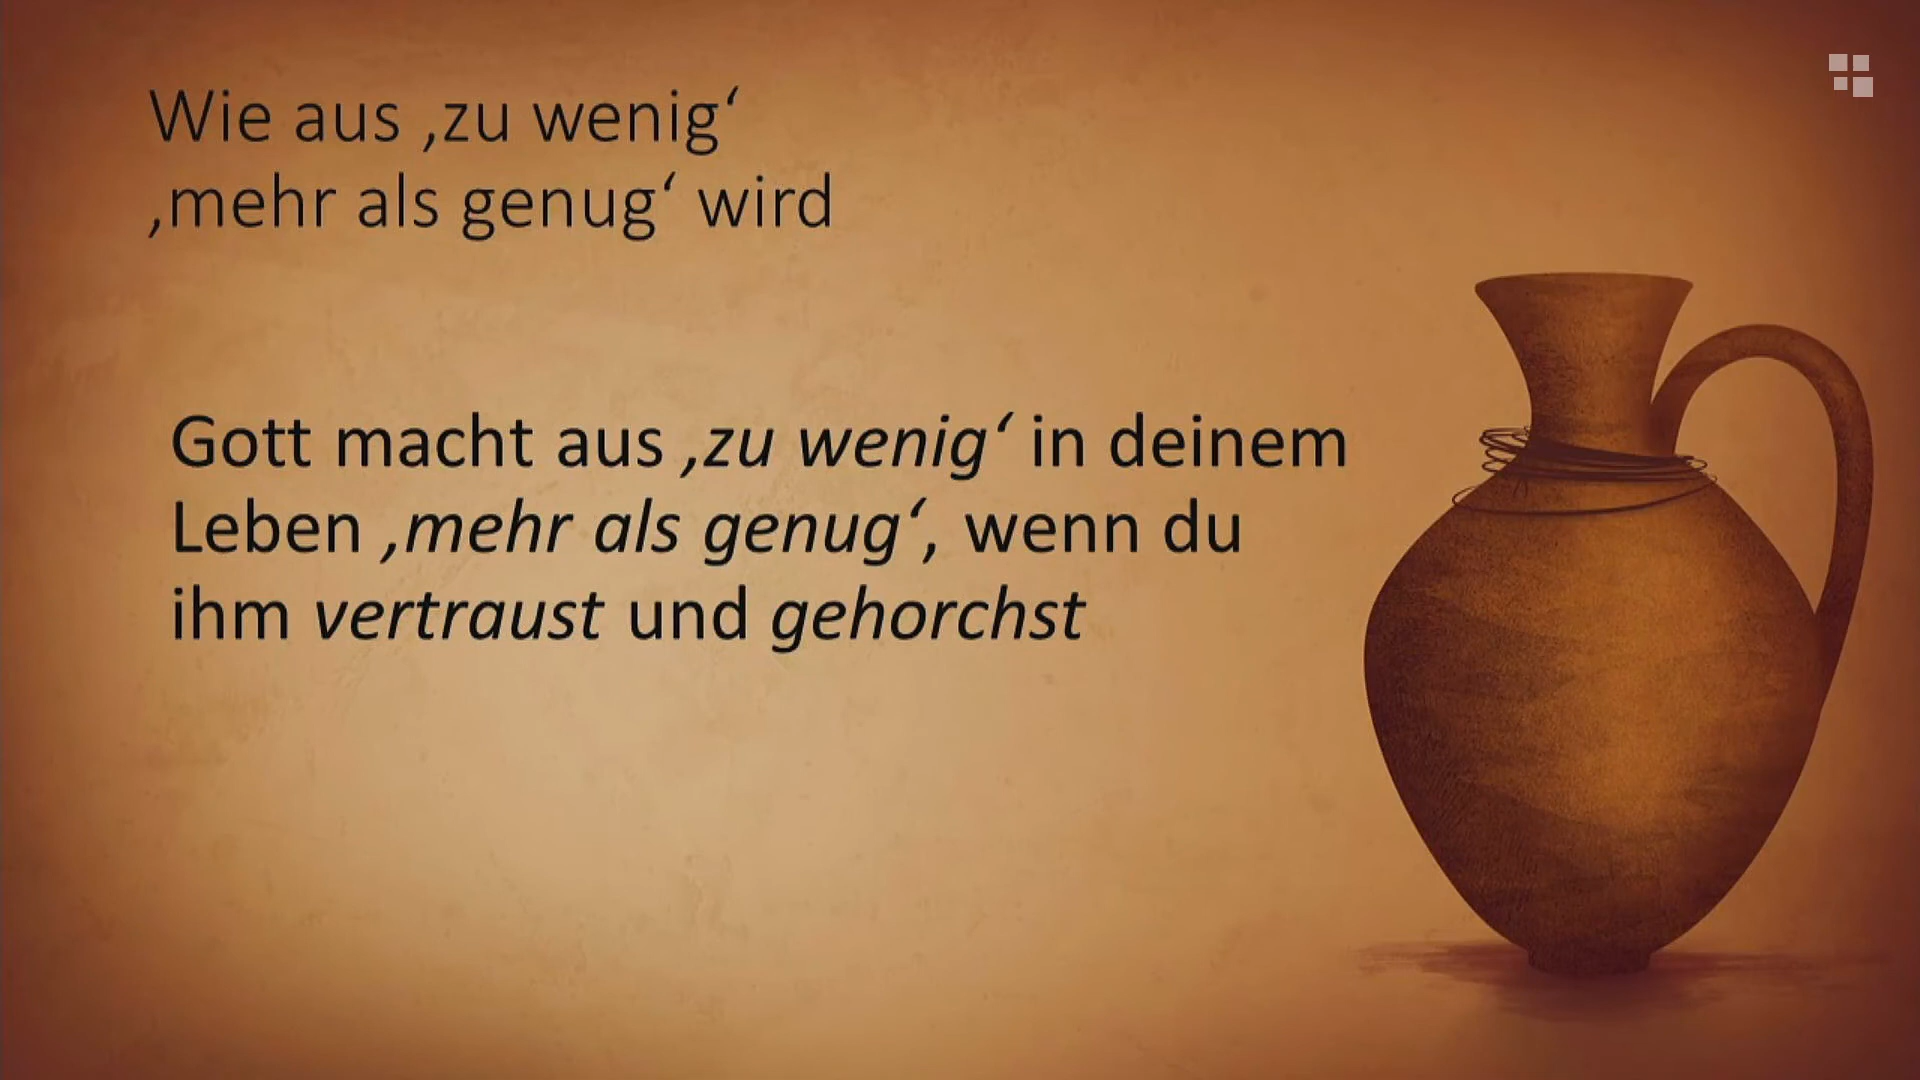 Wie aus ‚zu wenig‘
‚mehr als genug‘ wird
Gott macht aus ‚zu wenig‘ in deinem
Leben ‚mehr als genug‘, wenn du
ihm vertraust und gehorchst